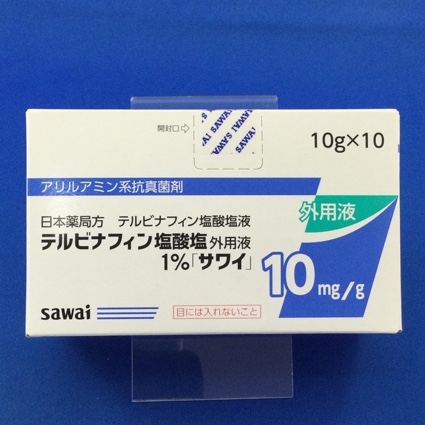 開封口⇨
SAWAI SAWAI SAWAI
10g×10
アリルアミン系抗真菌剤
外用液
日本薬局方 テルビナフィン塩酸塩液
テルビナフィン塩酸塩外用液
1%「サワイ」
10mg/g
sawai
目には入れないこと